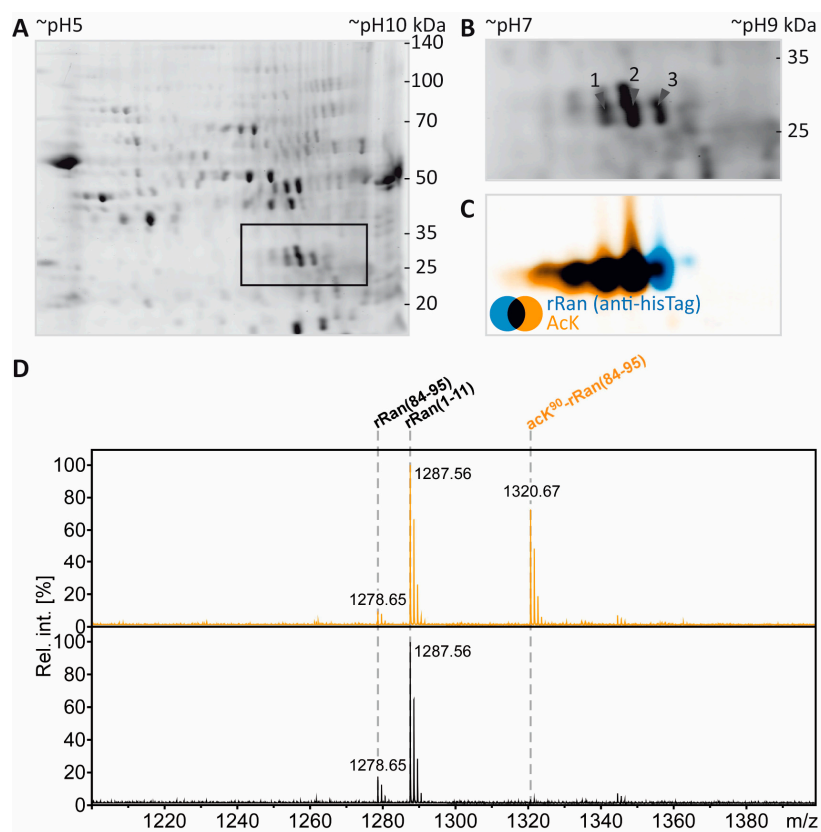 A ~pH5 ~pH10 kDa
140
100
70
50
35
25
20
B ~pH7 ~pH9 kDa
1 2 3
35
25
C
rRan (anti-hisTag)
AcK
D
rRan(84-95)
rRan(1-11)
acK⁹⁰-rRan(84-95)
Rel. int. [%]
100
80
60
40
20
0
1278.65
1287.56
1320.67
100
80
60
40
20
0
1278.65
1287.56
1220 1240 1260 1280 1300 1320 1340 1360 1380 m/z